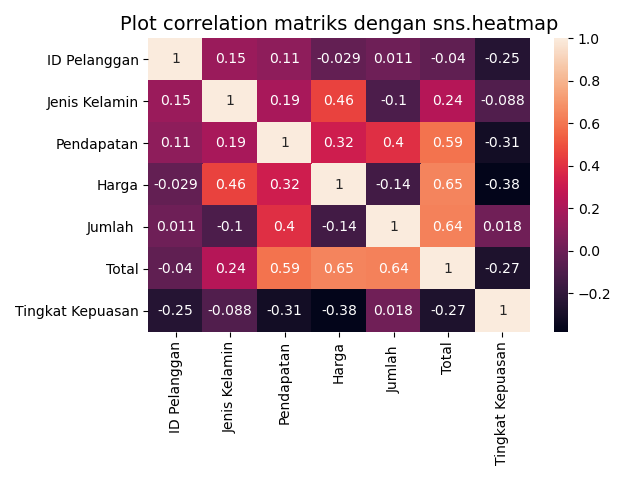 Plot correlation matriks dengan sns.heatmap
ID Pelanggan 1 0.15 0.11 -0.029 0.011 -0.04 -0.25
Jenis Kelamin 0.15 1 0.19 0.46 -0.1 0.24 -0.088
Pendapatan 0.11 0.19 1 0.32 0.4 0.59 -0.31
Harga -0.029 0.46 0.32 1 -0.14 0.65 -0.38
Jumlah 0.011 -0.1 0.4 -0.14 1 0.64 0.018
Total -0.04 0.24 0.59 0.65 0.64 1 -0.27
Tingkat Kepuasan -0.25 -0.088 -0.31 -0.38 0.018 -0.27 1
ID Pelanggan
Jenis Kelamin
Pendapatan
Harga
Jumlah
Total
Tingkat Kepuasan
1.0
0.8
0.6
0.4
0.2
0.0
−0.2